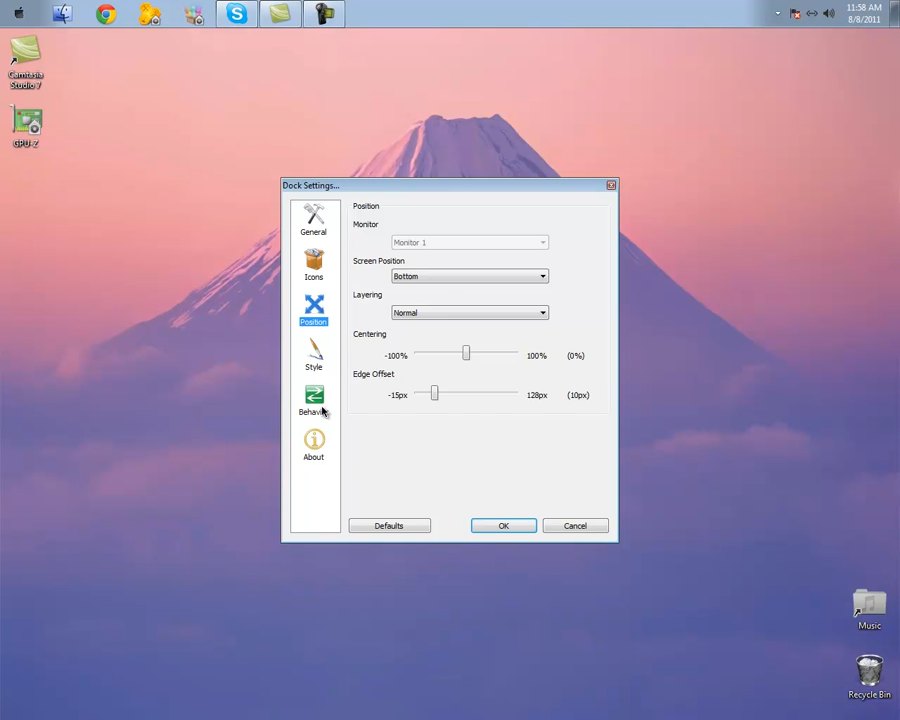 11:58 AM
8/8/2011
Camtasia
Studio 7
GPU-Z
Dock Settings...
General
Icons
Position
Style
Behavior
About
Position
Monitor
Monitor 1
Screen Position
Bottom
Layering
Normal
Centering
-100%
100%
(0%)
Edge Offset
-15px
128px
(10px)
Defaults
OK
Cancel
Music
Recycle Bin